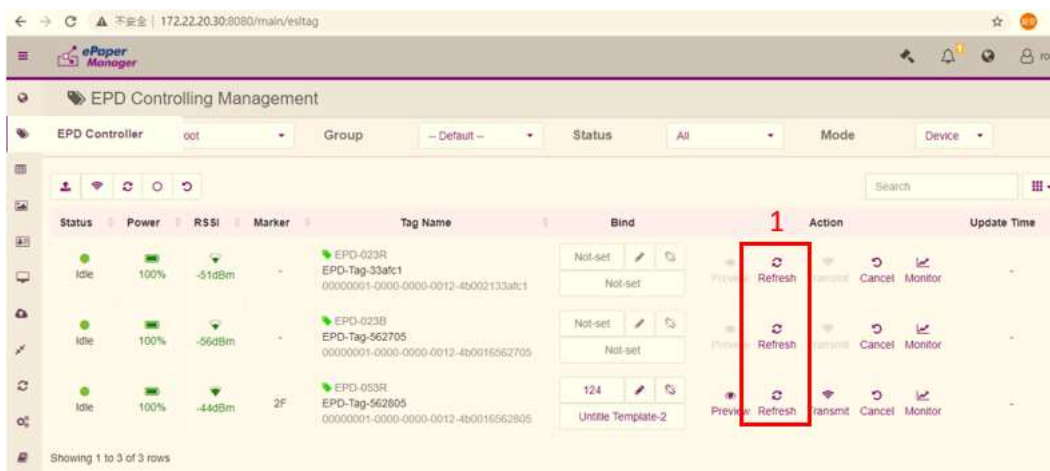 不安全 | 172.22.20.30:8080/main/esltag
ePaper
Manager
ro
EPD Controlling Management
EPD Controller
oot
Group
-- Default --
Status
All
Mode
Device
Search
Status Power RSSI Marker Tag Name Bind 1 Action Update Time
EPD-023R
Idle 100% -51dBm - EPD-Tag-33afc1 Not-set Preview Refresh Transmit Cancel Monitor -
00000001-0000-0000-0012-4b002133afc1 Not-set
EPD-023B
Idle 100% -56dBm - EPD-Tag-562705 Not-set Preview Refresh Transmit Cancel Monitor -
00000001-0000-0000-0012-4b0016562705 Not-set
EPD-053R
Idle 100% -44dBm 2F EPD-Tag-562805 124 Preview Refresh Transmit Cancel Monitor -
00000001-0000-0000-0012-4b0016562805 Untitle Template-2
Showing 1 to 3 of 3 rows